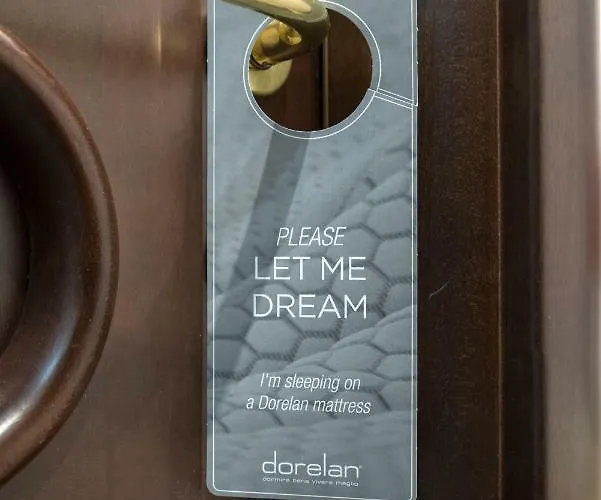 PLEASE
LET ME
DREAM
I'm sleeping on
a Dorelan mattress
dorelan®
dormire bene vivere meglio